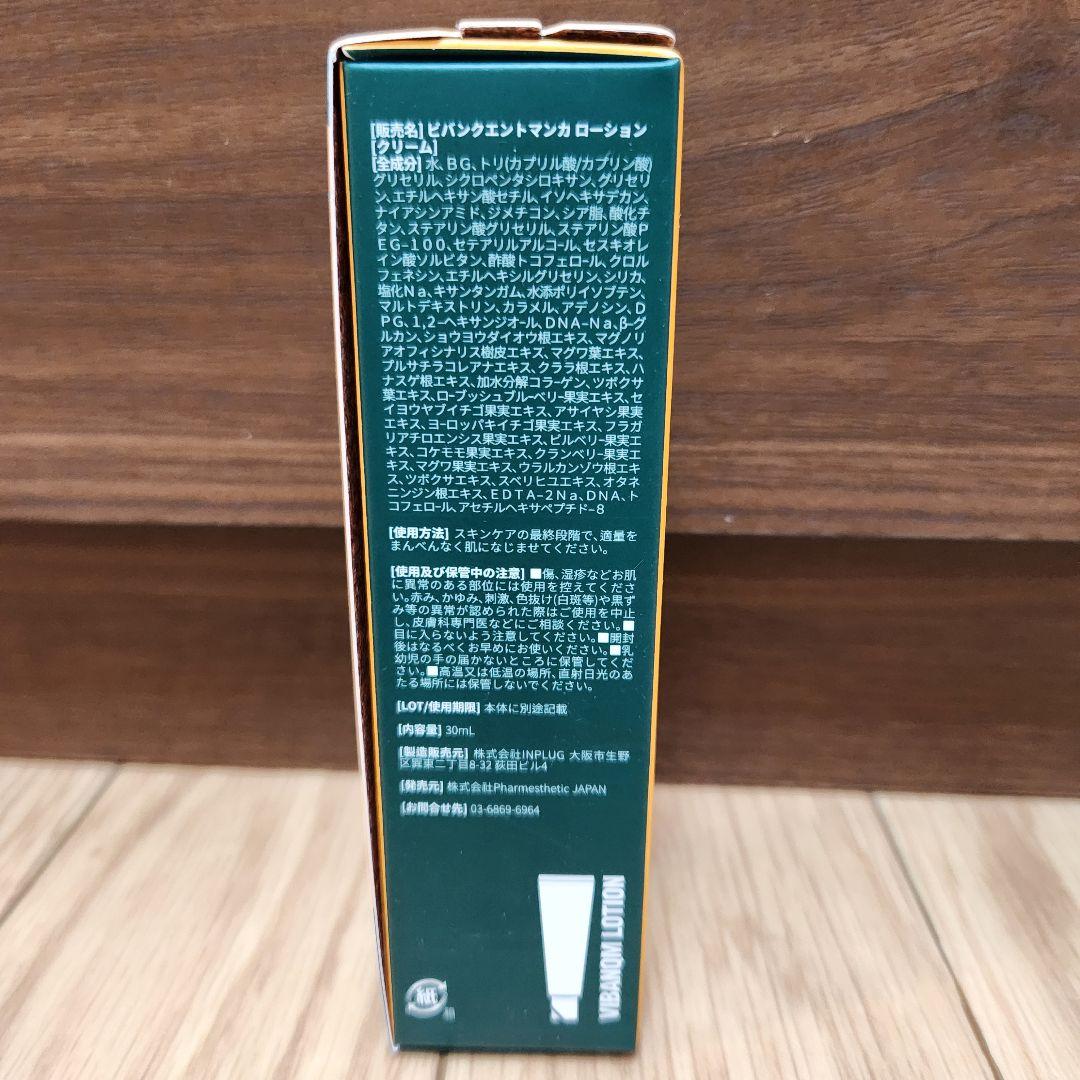 [販売名] ビバンクエントマンカ ローション
[クリーム]
[全成分] 水、BG、トリ(カプリル酸/カプリン酸)
グリセリル、シクロペンタシロキサン、グリセリ
ン、エチルヘキサン酸セチル、イソヘキサデカン、
ナイアシンアミド、ジメチコン、シア脂、酸化チ
タン、ステアリン酸グリセリル、ステアリン酸P
EG-100、セテアリルアルコール、セスキオレ
イン酸ソルビタン、酢酸トコフェロール、クロル
フェネシン、エチルヘキシルグリセリン、シリカ、
塩化Na、キサンタンガム、水添ポリイソブテン、
マルトデキストリン、カラメル、アデノシン、D
PG、1,2-ヘキサンジオール、DNA-Na、β-グ
ルカン、ショウヨウダイオウ根エキス、マグノリ
アオフィシナリス樹皮エキス、マグワ葉エキス、
プルサチラコレアナエキス、クララ根エキス、ハ
ナスゲ根エキス、加水分解コラーゲン、ツボクサ
葉エキス、ローブッシュブルーベリー果実エキス、セ
イヨウヤブイチゴ果実エキス、アサイヤシ果実
エキス、ヨーロッパキイチゴ果実エキス、フラガ
リアチロエンシス果実エキス、ビルベリー果実エ
キス、コケモモ果実エキス、クランベリー果実エ
キス、マグワ果実エキス、ウラルカンゾウ根エキ
ス、ツボクサエキス、スベリヒユエキス、オタネ
ニンジン根エキス、EDTA-2Na、DNA、ト
コフェロール、アセチルヘキサペプチド-8
[使用方法] スキンケアの最終段階で、適量を
まんべんなく肌になじませてください。
[使用及び保管中の注意] ■傷、湿疹などお肌
に異常のある部位には使用を控えてくださ
い。赤み、かゆみ、刺激、色抜け(白斑等)や黒ず
み等の異常が認められた際はご使用を中止
し、皮膚科専門医などにご相談ください。■
目に入らないよう注意してください。■開封
後はなるべくお早めにお使いください。■乳
幼児の手の届かないところに保管してくだ
さい。■高温又は低温の場所、直射日光のあ
たる場所には保管しないでください。
[LOT/使用期限] 本体に別途記載
[内容量] 30mL
[製造販売元] 株式会社INPLUG 大阪市生野
区巽東二丁目8-32 荻田ビル4
[発売元] 株式会社Pharmesthetic JAPAN
[お問合せ先] 03-6869-6964
VIBANQM LOTION
紙
箱